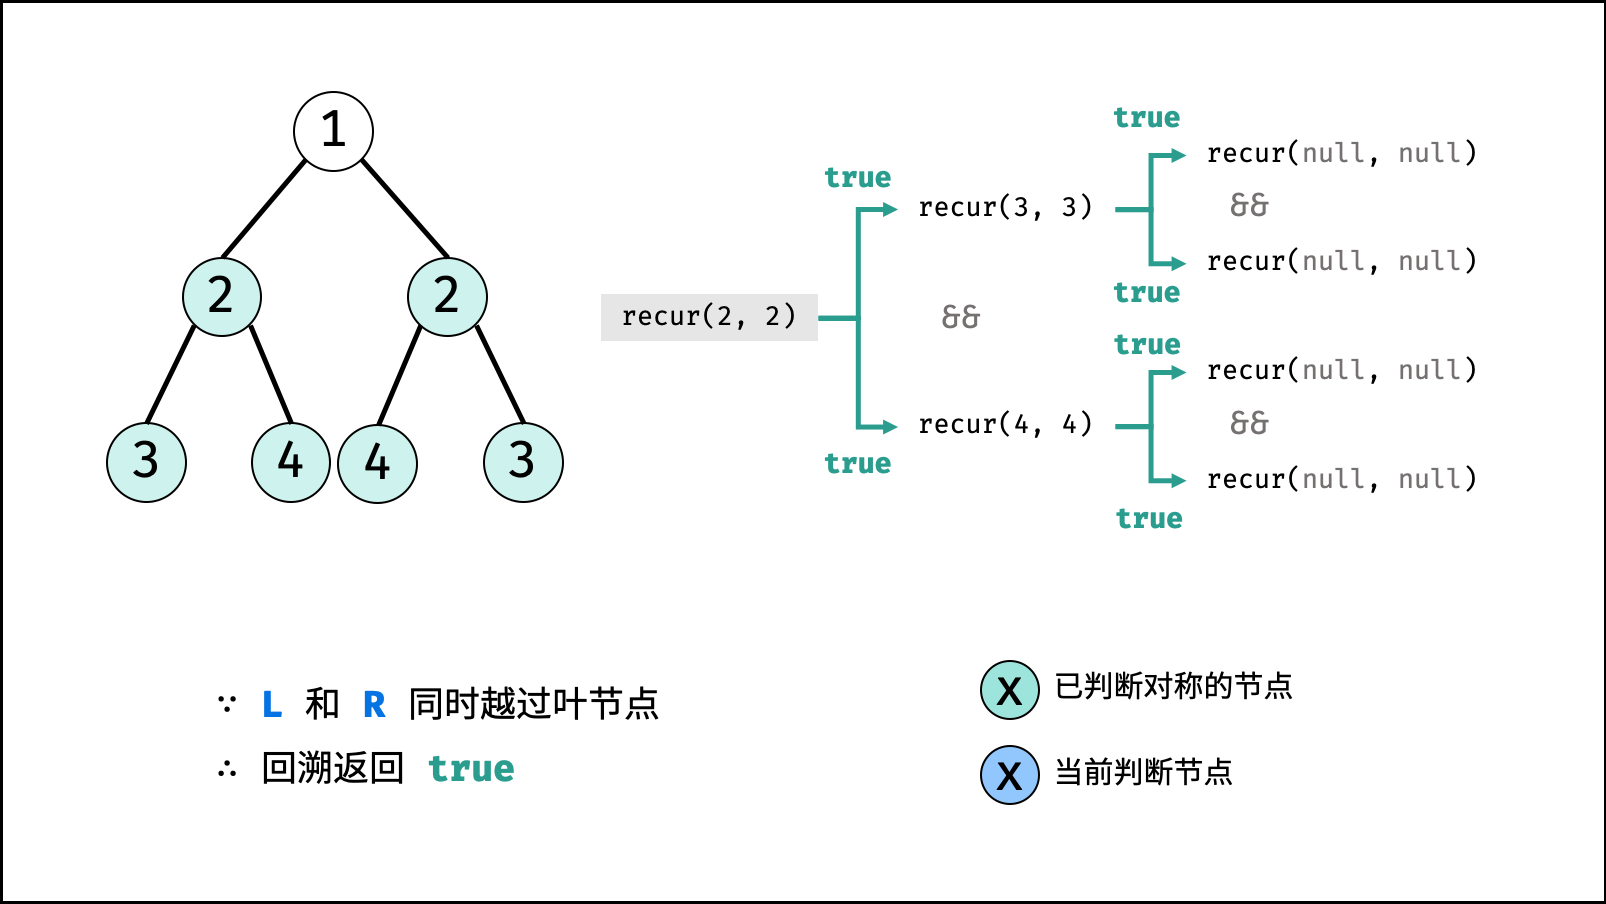 1
2 2
3 4 4 3
true
recur(null, null)
true
recur(3, 3)
&&
recur(null, null)
true
recur(2, 2)
&&
true
recur(null, null)
recur(4, 4)
&&
true
recur(null, null)
true
∵ L 和 R 同时越过叶节点
∴ 回溯返回 true
X 已判断对称的节点
X 当前判断节点